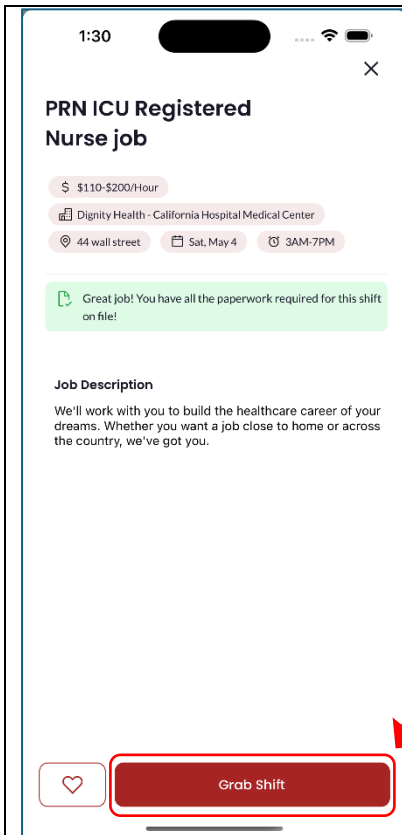 1:30
PRN ICU Registered
Nurse job
$ $110-$200/Hour
Dignity Health - California Hospital Medical Center
44 wall street Sat, May 4 3AM-7PM
Great job! You have all the paperwork required for this shift
on file!
Job Description
We'll work with you to build the healthcare career of your
dreams. Whether you want a job close to home or across
the country, we've got you.
Grab Shift